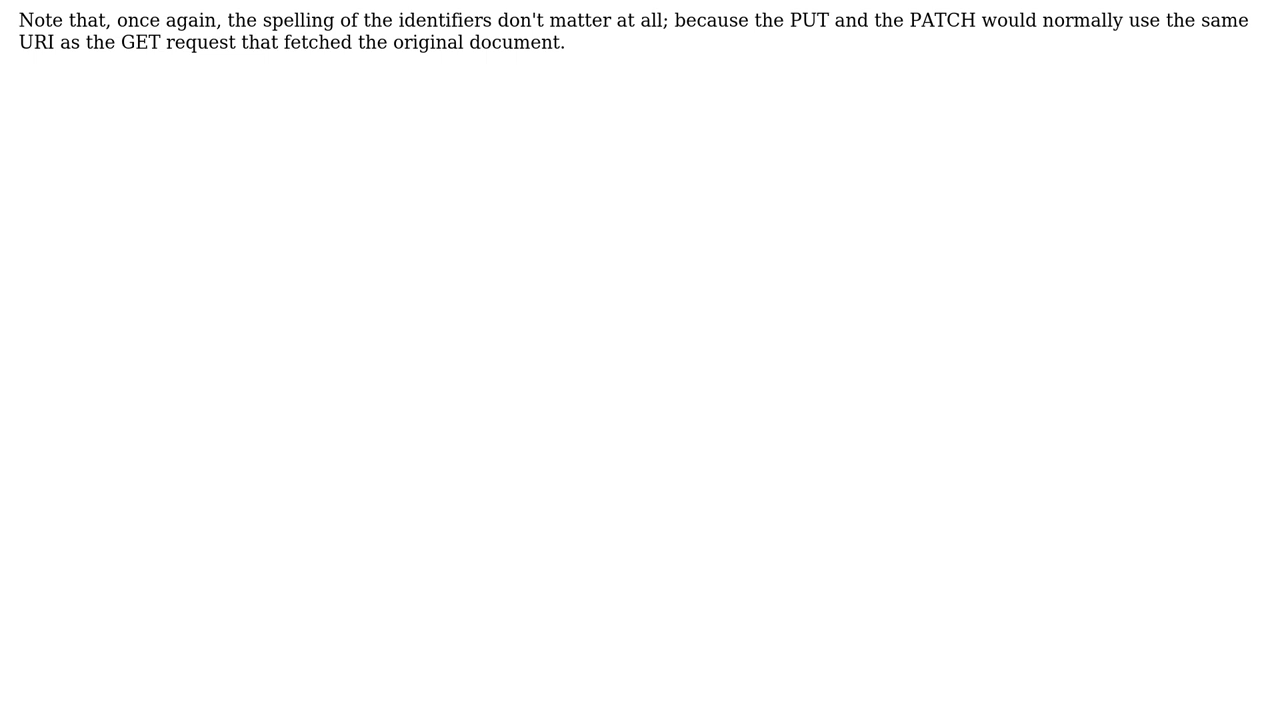 Note that, once again, the spelling of the identifiers don't matter at all; because the PUT and the PATCH would normally use the same
URI as the GET request that fetched the original document.